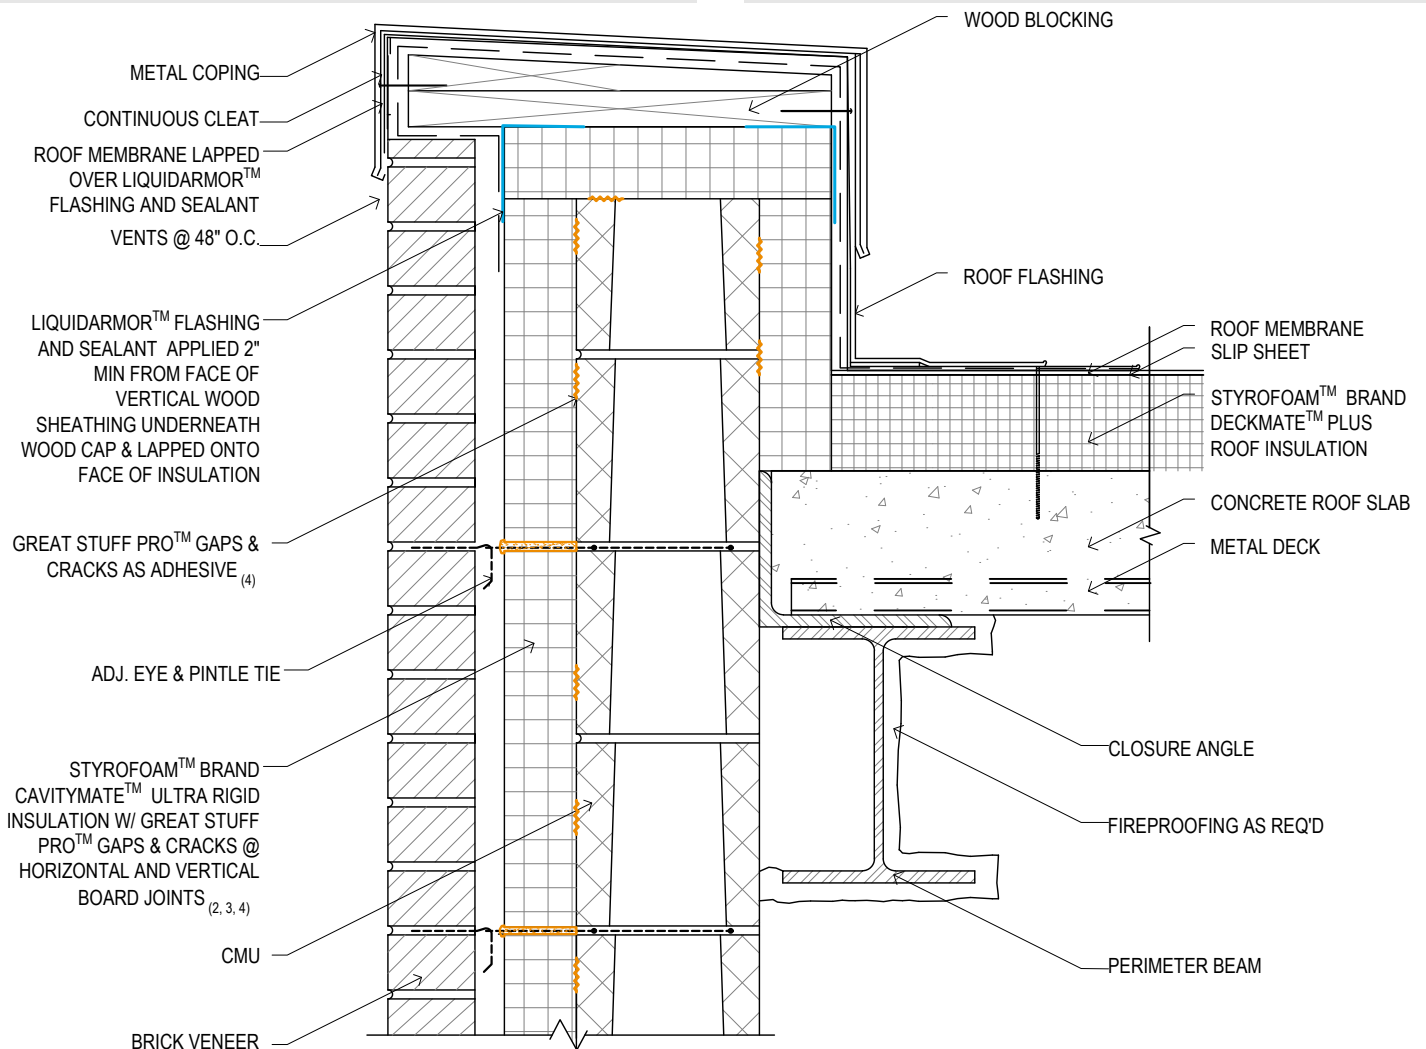 METAL COPING
CONTINUOUS CLEAT
ROOF MEMBRANE LAPPED
OVER LIQUIDARMOR™
FLASHING AND SEALANT
VENTS @ 48" O.C.
LIQUIDARMOR™ FLASHING
AND SEALANT APPLIED 2"
MIN FROM FACE OF
VERTICAL WOOD
SHEATHING UNDERNEATH
WOOD CAP & LAPPED ONTO
FACE OF INSULATION
GREAT STUFF PRO™ GAPS &
CRACKS AS ADHESIVE (4)
ADJ. EYE & PINTLE TIE
STYROFOAM™ BRAND
CAVITYMATE™ ULTRA RIGID
INSULATION W/ GREAT STUFF
PRO™ GAPS & CRACKS @
HORIZONTAL AND VERTICAL
BOARD JOINTS (2, 3, 4)
CMU
BRICK VENEER
WOOD BLOCKING
ROOF FLASHING
ROOF MEMBRANE
SLIP SHEET
STYROFOAM™ BRAND
DECKMATE™ PLUS
ROOF INSULATION
CONCRETE ROOF SLAB
METAL DECK
CLOSURE ANGLE
FIREPROOFING AS REQ'D
PERIMETER BEAM